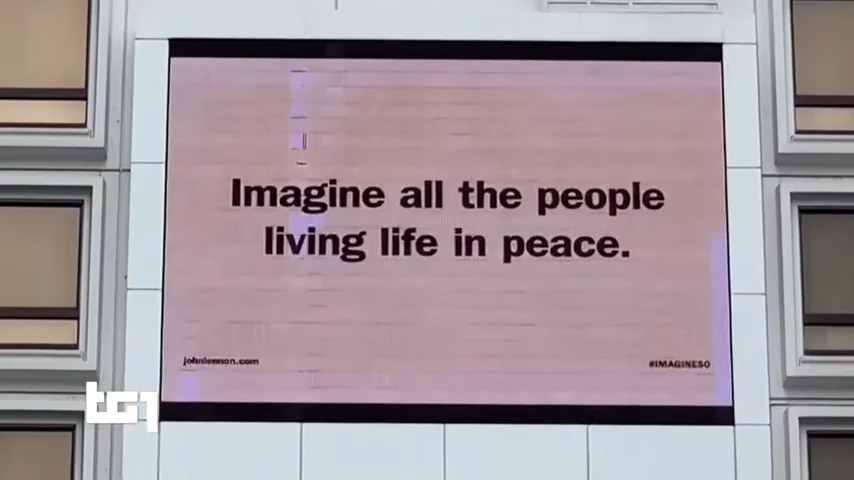 Imagine all the people
living life in peace.
johnlennon.com
#IMAGINE50
tg1